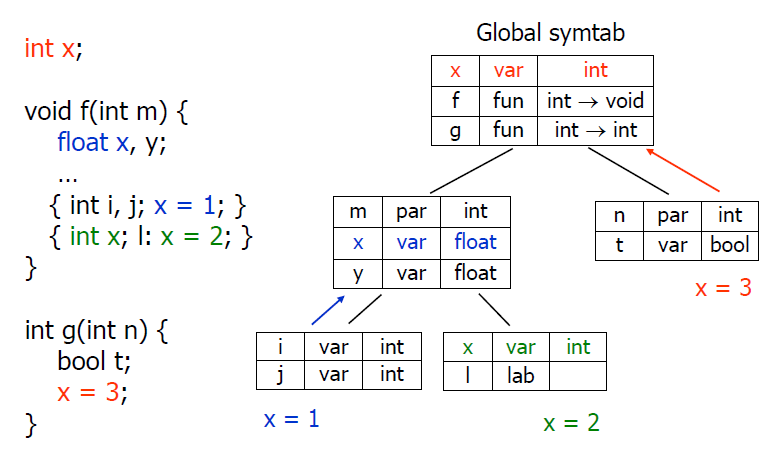 int x;
void f(int m) {
float x, y;
...
{ int i, j; x = 1; }
{ int x; l: x = 2; }
}
int g(int n) {
bool t;
x = 3;
}
Global symtab
x var int
f fun int → void
g fun int → int
m par int
x var float
y var float
n par int
t var bool
x = 3
i var int
j var int
x = 1
x var int
l lab
x = 2